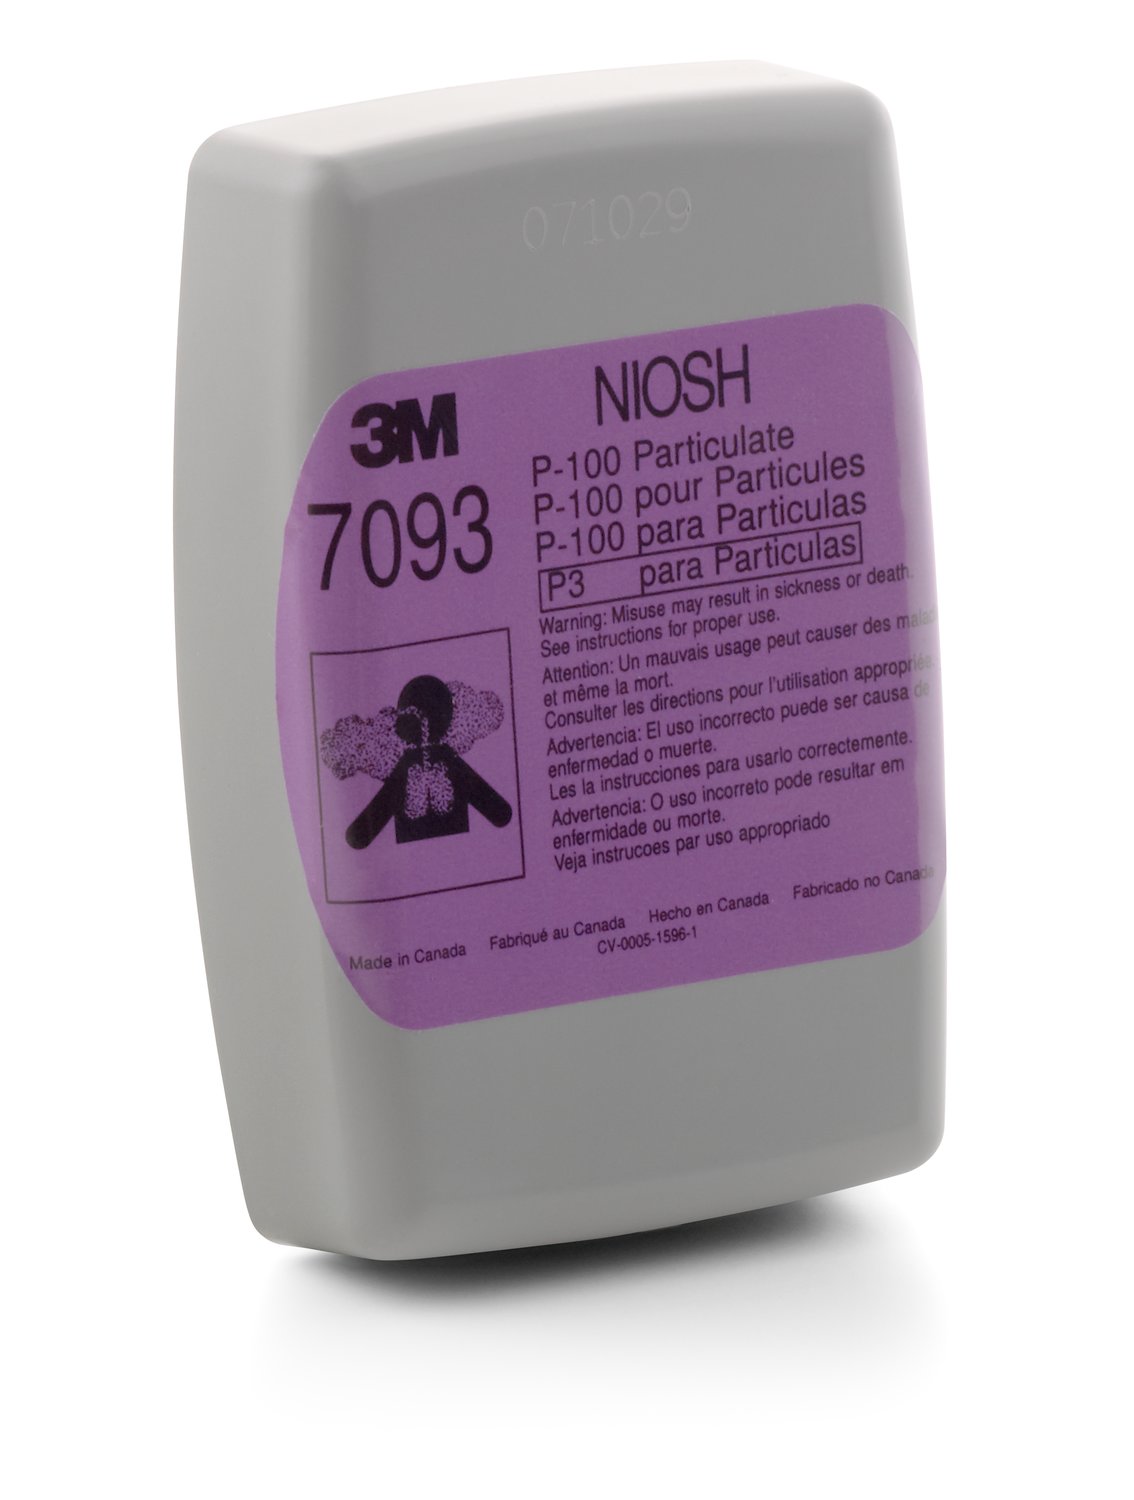 071029
3M
7093
NIOSH
P-100 Particulate
P-100 pour Particules
P-100 para Particulas
P3 para Particulas
Warning: Misuse may result in sickness or death.
See instructions for proper use.
Attention: Un mauvais usage peut causer des malad
et même la mort.
Consulter les directions pour l'utilisation appropriée.
Advertencia: El uso incorrecto puede ser causa de
enfermedad o muerte.
Les la instrucciones para usario correctemente.
Advertencia: O uso incorreto pode resultar em
enfermidade ou morte.
Veja instrucoes par uso appropriado
Made in Canada Fabriqué au Canada Hecho en Canada Fabricado no Canada
CV-0005-1596-1